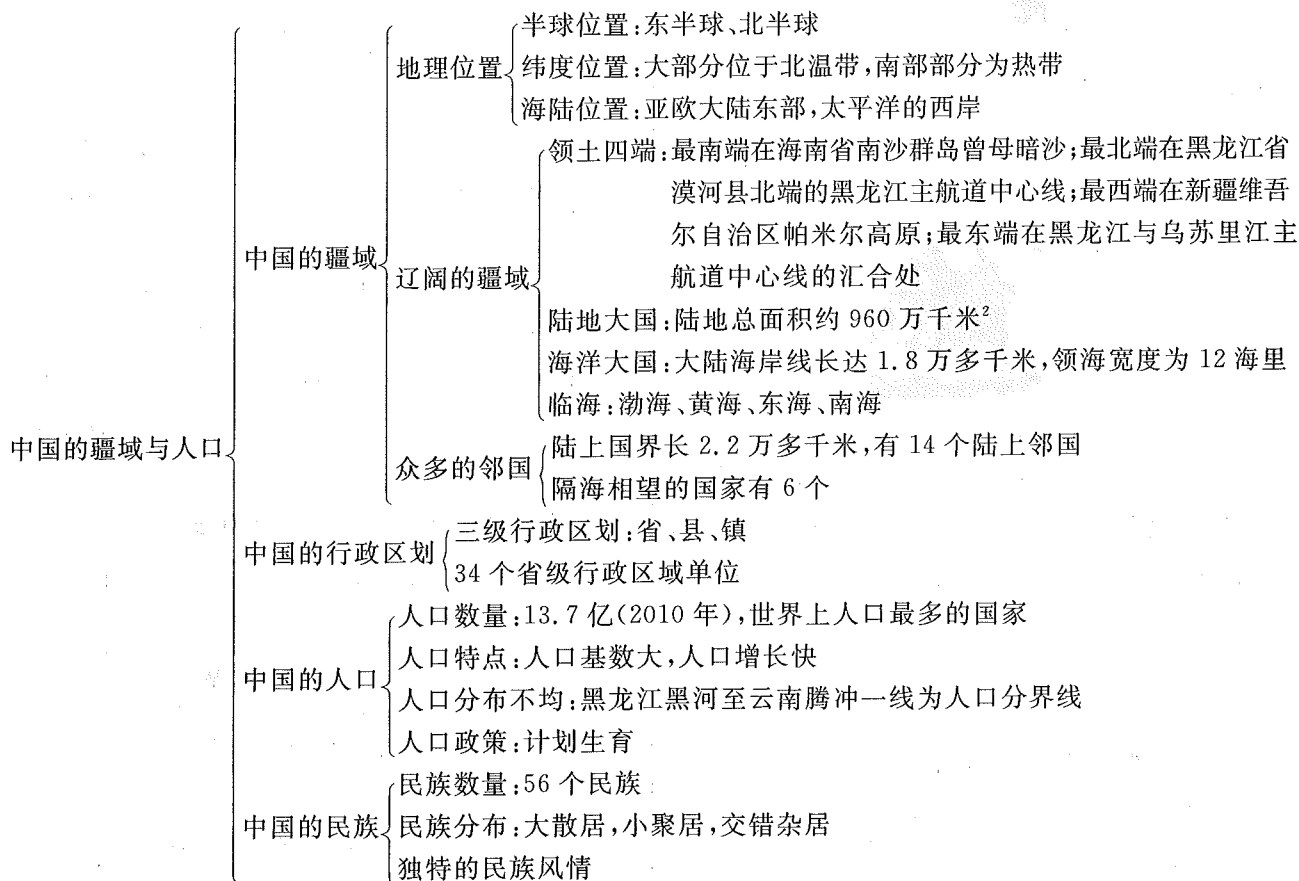 半球位置:东半球、北半球
地理位置
纬度位置:大部分位于北温带,南部部分为热带
海陆位置:亚欧大陆东部,太平洋的西岸
领土四端:最南端在海南省南沙群岛曾母暗沙;最北端在黑龙江省
漠河县北端的黑龙江主航道中心线;最西端在新疆维吾
尔自治区帕米尔高原;最东端在黑龙江与乌苏里江主
航道中心线的汇合处
中国的疆域
辽阔的疆域
陆地大国:陆地总面积约 960 万千米²
海洋大国:大陆海岸线长达 1.8 万多千米,领海宽度为 12 海里
临海:渤海、黄海、东海、南海
中国的疆域与人口
众多的邻国
陆上国界长 2.2 万多千米,有 14 个陆上邻国
隔海相望的国家有 6 个
中国的行政区划
三级行政区划:省、县、镇
34 个省级行政区域单位
中国的人口
人口数量:13.7 亿(2010 年),世界上人口最多的国家
人口特点:人口基数大,人口增长快
人口分布不均:黑龙江黑河至云南腾冲一线为人口分界线
人口政策:计划生育
中国的民族
民族数量:56 个民族
民族分布:大散居,小聚居,交错杂居
独特的民族风情